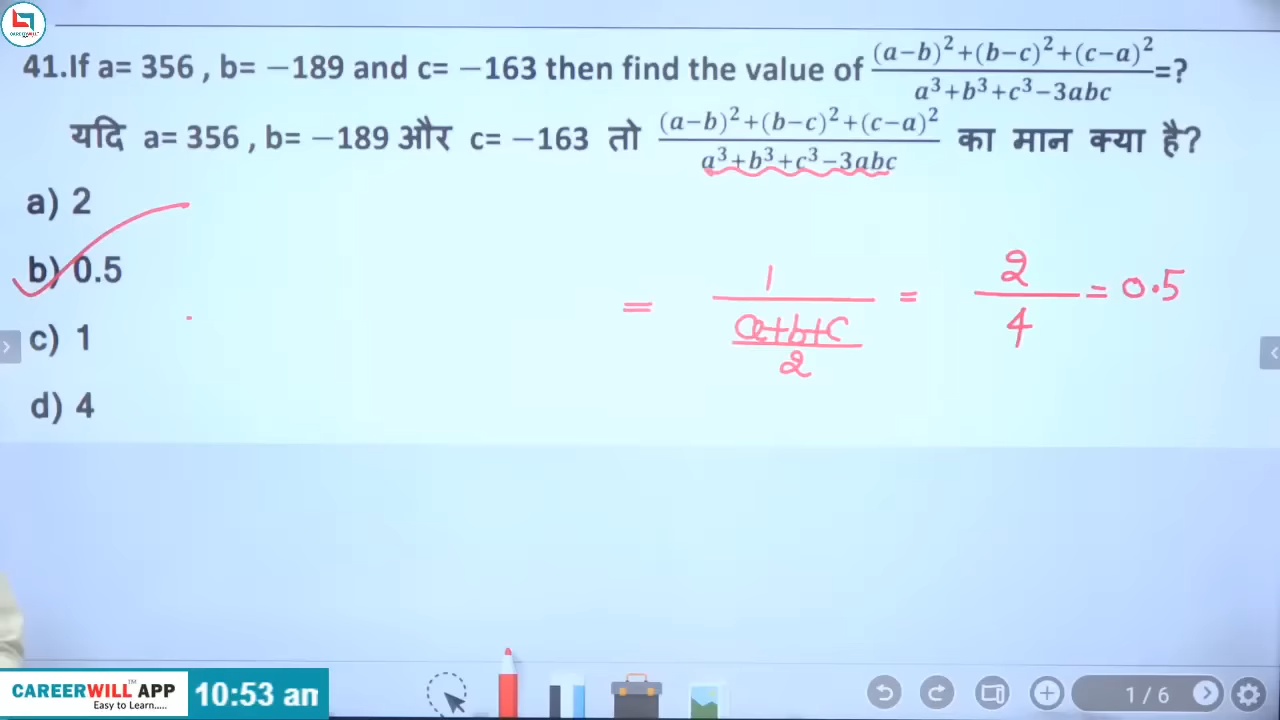 CAREERWILL
41.If a= 356 , b= −189 and c= −163 then find the value of (a−b)²+(b−c)²+(c−a)² / a³+b³+c³−3abc =?
यदि a= 356 , b= −189 और c= −163 तो (a−b)²+(b−c)²+(c−a)² / a³+b³+c³−3abc का मान क्या है?
a) 2
b) 0.5
= 1 / (a+b+c / 2) = 2 / 4 = 0.5
c) 1
d) 4
CAREERWILL™ APP
Easy to Learn.....
10:53 an
1 / 6